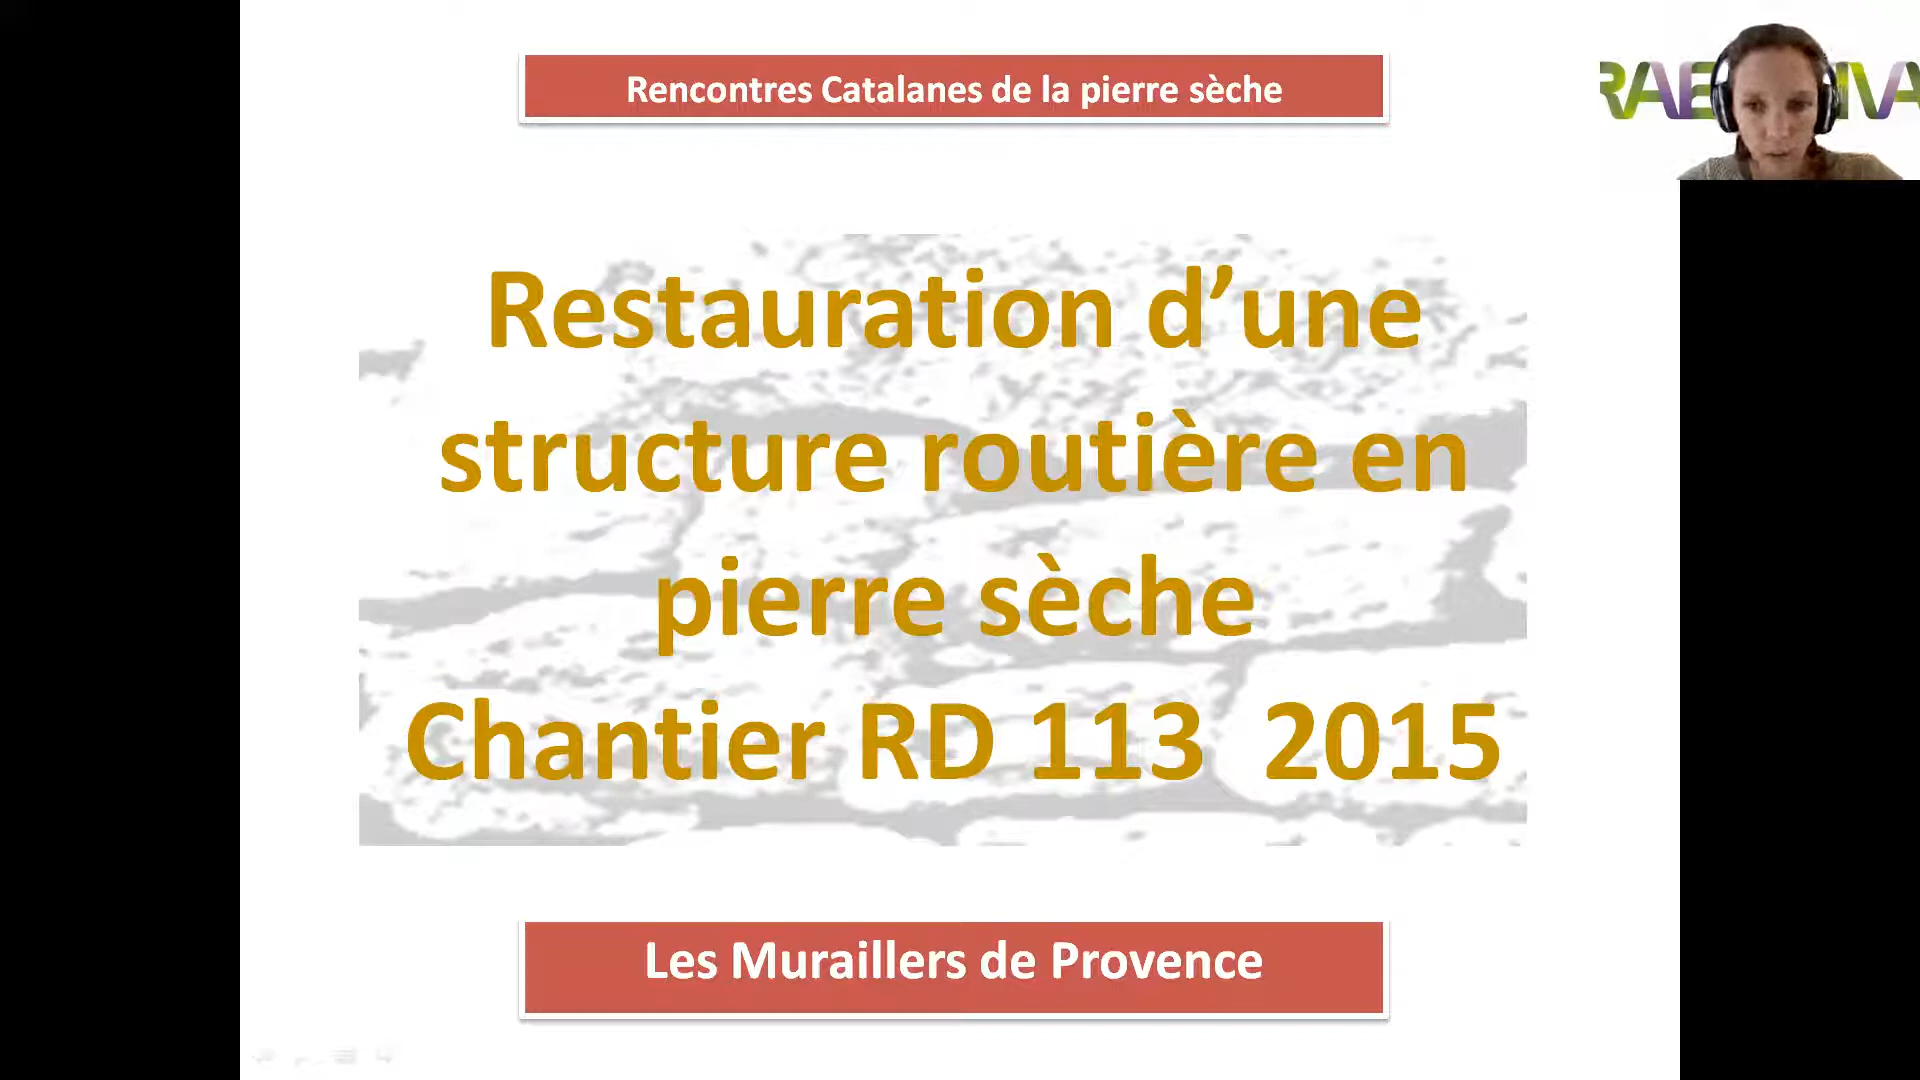 Rencontres Catalanes de la pierre sèche
Restauration d’une
structure routière en
pierre sèche
Chantier RD 113 2015
Les Muraillers de Provence